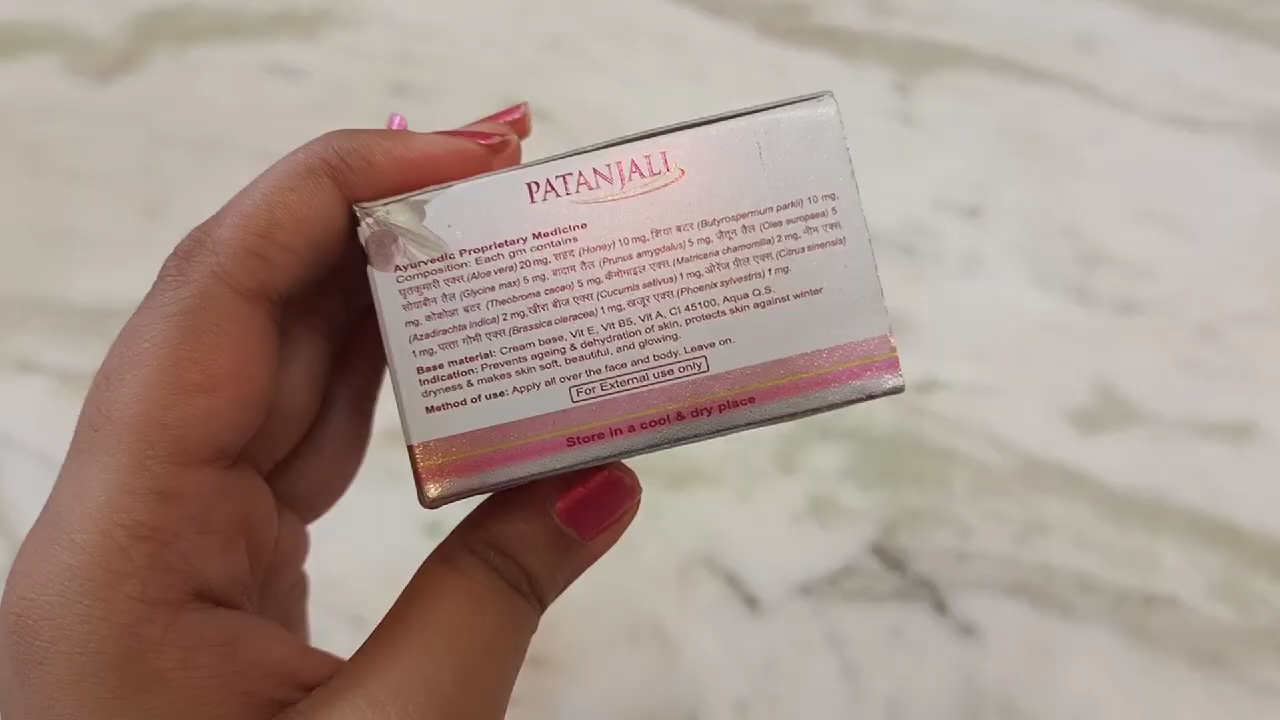 PATANJALI
Ayurvedic Proprietary Medicine
Composition: Each gm contains
घृतकुमारी एक्स (Aloe vera) 20 mg, शहद (Honey) 10 mg, शिया बटर (Butyrospermum parkii) 10 mg,
सोयाबीन तैल (Glycine max) 5 mg, बादाम तैल (Prunus amygdalus) 5 mg, जैतून तैल (Olea europaea) 5
mg, कोकोआ बटर (Theobroma cacao) 5 mg, कैमोमाइल एक्स (Matricaria chamomilla) 2 mg, नीम एक्स
(Azadirachta indica) 2 mg, खीरा बीज एक्स (Cucumis sativus) 1 mg, ओरेंज पील एक्स (Citrus sinensis)
1 mg, पत्ता गोभी एक्स (Brassica oleracea) 1 mg, खजूर एक्स (Phoenix sylvestris) 1 mg.
Base material: Cream base, Vit E, Vit B5, Vit A, CI 45100, Aqua Q.S.
Indication: Prevents ageing & dehydration of skin, protects skin against winter
dryness & makes skin soft, beautiful, and glowing.
Method of use: Apply all over the face and body. Leave on.
For External use only
Store in a cool & dry place